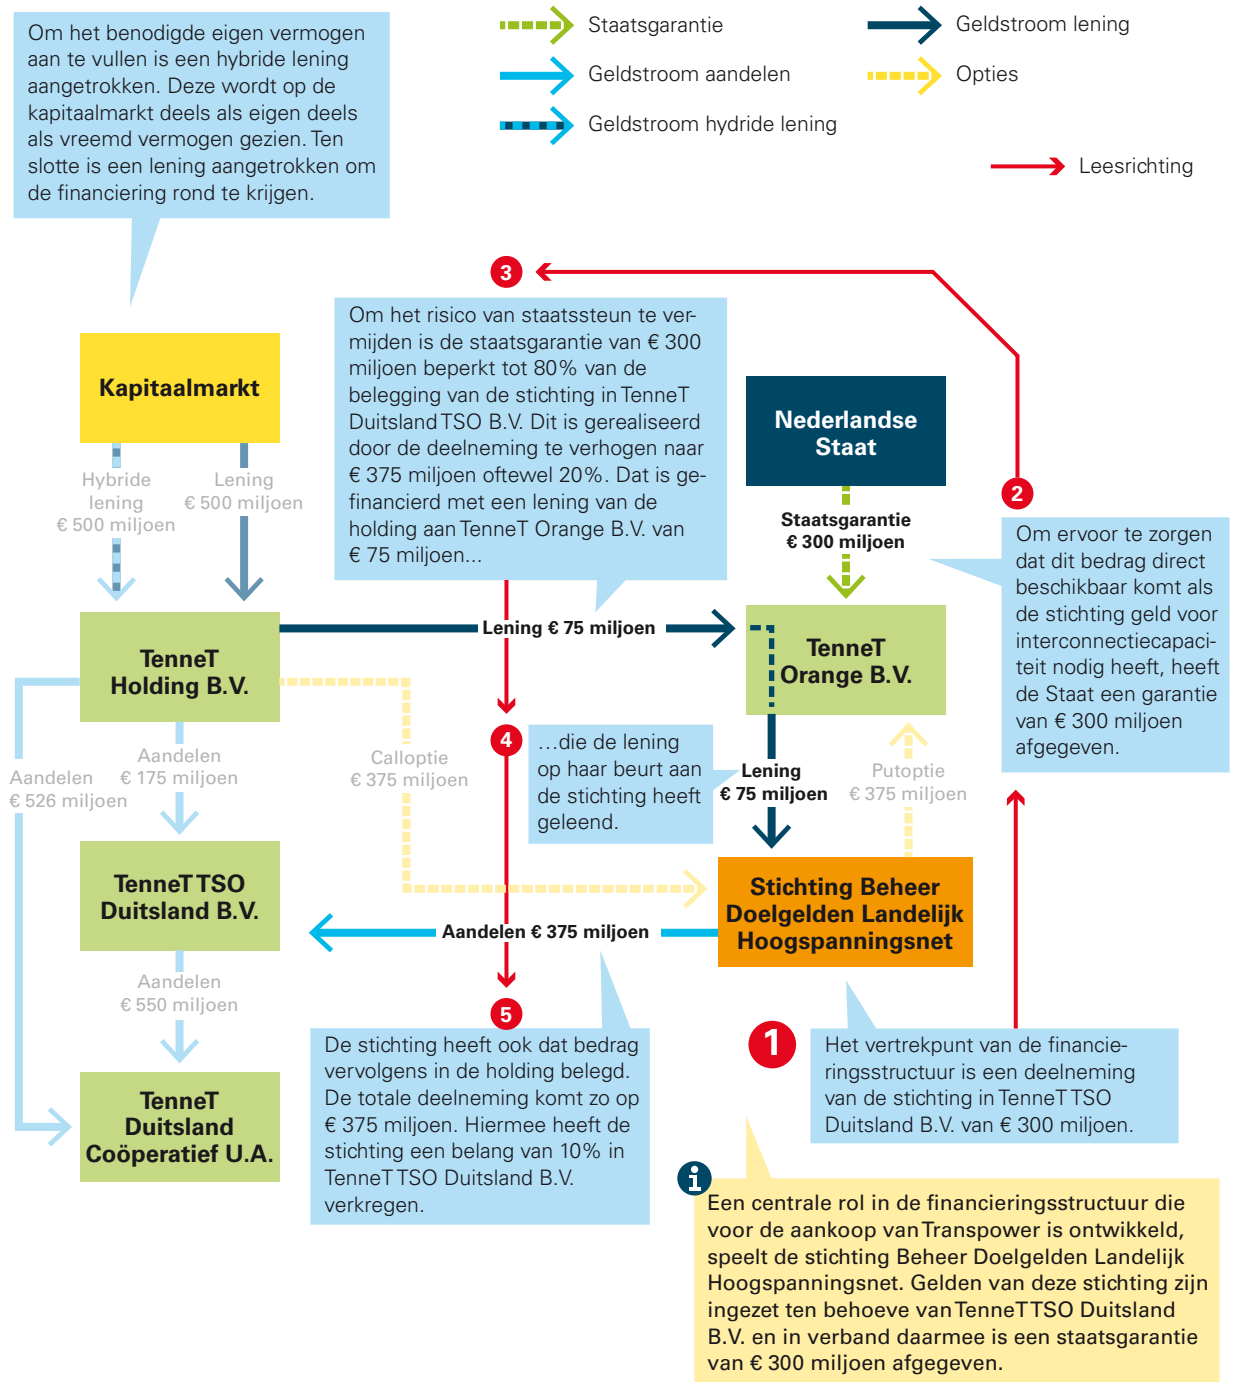 Om het benodigde eigen vermogen
aan te vullen is een hybride lening
aangetrokken. Deze wordt op de
kapitaalmarkt deels als eigen deels
als vreemd vermogen gezien. Ten
slotte is een lening aangetrokken om
de financiering rond te krijgen.
Staatsgarantie
Geldstroom aandelen
Geldstroom hydride lening
Geldstroom lening
Opties
Leesrichting
3
Om het risico van staatssteun te ver-
mijden is de staatsgarantie van € 300
miljoen beperkt tot 80% van de
belegging van de stichting in TenneT
Duitsland TSO B.V. Dit is gerealiseerd
door de deelneming te verhogen naar
€ 375 miljoen oftewel 20%. Dat is ge-
financierd met een lening van de
holding aan TenneT Orange B.V. van
€ 75 miljoen...
Kapitaalmarkt
Nederlandse
Staat
Hybride
lening
€ 500 miljoen
Lening
€ 500 miljoen
Staatsgarantie
€ 300 miljoen
2
Om ervoor te zorgen
dat dit bedrag direct
beschikbaar komt als
de stichting geld voor
interconnectiecapaci-
teit nodig heeft, heeft
de Staat een garantie
van € 300 miljoen
afgegeven.
TenneT
Holding B.V.
Lening € 75 miljoen
TenneT
Orange B.V.
Aandelen
€ 526 miljoen
Aandelen
€ 175 miljoen
Calloptie
€ 375 miljoen
4
…die de lening
op haar beurt aan
de stichting heeft
geleend.
Lening
€ 75 miljoen
Putoptie
€ 375 miljoen
TenneT TSO
Duitsland B.V.
Stichting Beheer
Doelgelden Landelijk
Hoogspanningsnet
Aandelen € 375 miljoen
Aandelen
€ 550 miljoen
5
De stichting heeft ook dat bedrag
vervolgens in de holding belegd.
De totale deelneming komt zo op
€ 375 miljoen. Hiermee heeft de
stichting een belang van 10% in
TenneT TSO Duitsland B.V.
verkregen.
1
Het vertrekpunt van de financie-
ringsstructuur is een deelneming
van de stichting in TenneT TSO
Duitsland B.V. van € 300 miljoen.
TenneT
Duitsland
Coöperatief U.A.
i
Een centrale rol in de financieringsstructuur die
voor de aankoop van Transpower is ontwikkeld,
speelt de stichting Beheer Doelgelden Landelijk
Hoogspanningsnet. Gelden van deze stichting zijn
ingezet ten behoeve van TenneT TSO Duitsland
B.V. en in verband daarmee is een staatsgarantie
van € 300 miljoen afgegeven.